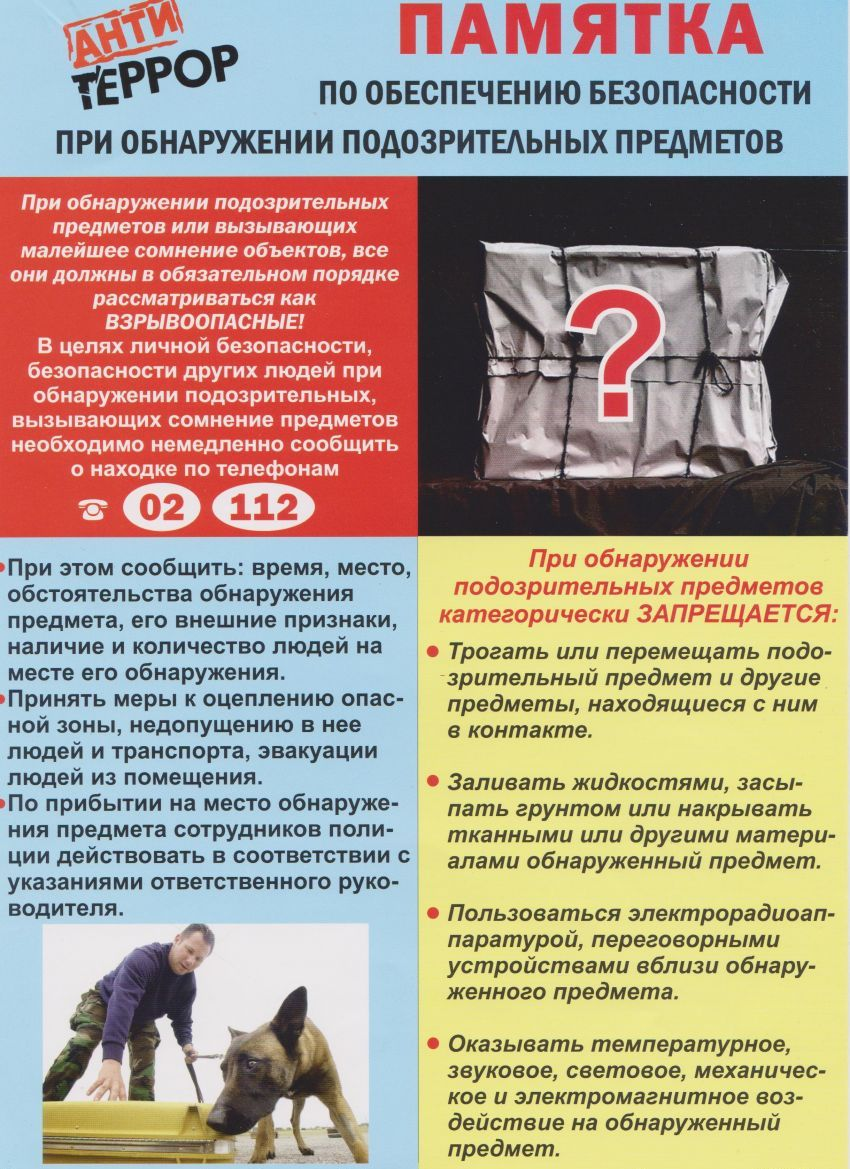 АНТИ
ТЕРРОР
ПАМЯТКА
ПО ОБЕСПЕЧЕНИЮ БЕЗОПАСНОСТИ
ПРИ ОБНАРУЖЕНИИ ПОДОЗРИТЕЛЬНЫХ ПРЕДМЕТОВ
При обнаружении подозрительных
предметов или вызывающих
малейшее сомнение объектов, все
они должны в обязательном порядке
рассматриваться как
ВЗРЫВООПАСНЫЕ!
В целях личной безопасности,
безопасности других людей при
обнаружении подозрительных,
вызывающих сомнение предметов
необходимо немедленно сообщить
о находке по телефонам
☎ 02 112
?
•При этом сообщить: время, место,
обстоятельства обнаружения
предмета, его внешние признаки,
наличие и количество людей на
месте его обнаружения.
•Принять меры к оцеплению опас-
ной зоны, недопущению в нее
людей и транспорта, эвакуации
людей из помещения.
•По прибытии на место обнаруже-
ния предмета сотрудников поли-
ции действовать в соответствии с
указаниями ответственного руко-
водителя.
При обнаружении
подозрительных предметов
категорически ЗАПРЕЩАЕТСЯ:
• Трогать или перемещать подо-
зрительный предмет и другие
предметы, находящиеся с ним
в контакте.
• Заливать жидкостями, засы-
пать грунтом или накрывать
тканными или другими матери-
алами обнаруженный предмет.
• Пользоваться электрорадиоап-
паратурой, переговорными
устройствами вблизи обнару-
женного предмета.
• Оказывать температурное,
звуковое, световое, механичес-
кое и электромагнитное воз-
действие на обнаруженный
предмет.